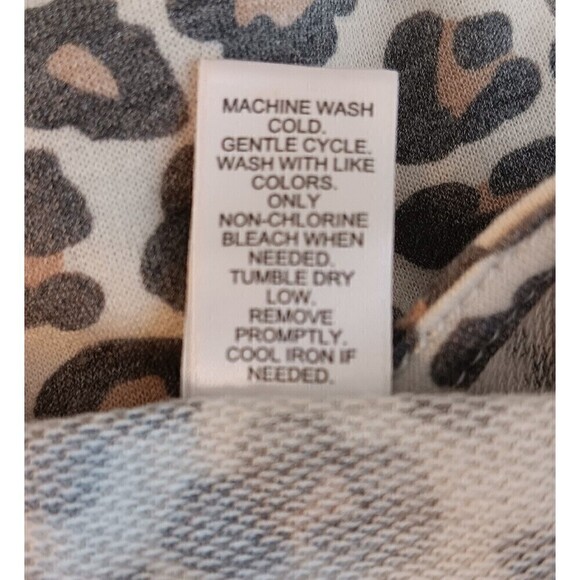 MACHINE WASH
COLD.
GENTLE CYCLE.
WASH WITH LIKE
COLORS.
ONLY
NON-CHLORINE
BLEACH WHEN
NEEDED.
TUMBLE DRY
LOW.
REMOVE
PROMPTLY.
COOL IRON IF
NEEDED.